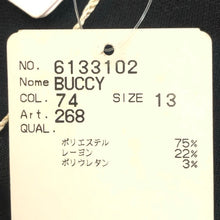 NO. 6133102
Nome BUCCY
COL. 74 SIZE 13
Art. 268
QUAL.
ポリエステル 75%
レーヨン 22%
ポリウレタン 3%